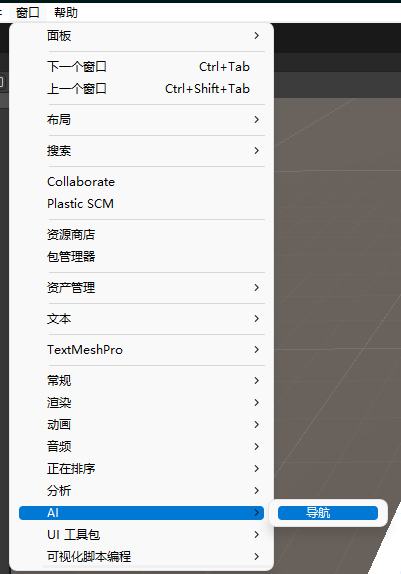 窗口 帮助
面板
下一个窗口 Ctrl+Tab
上一个窗口 Ctrl+Shift+Tab
布局
搜索
Collaborate
Plastic SCM
资源商店
包管理器
资产管理
文本
TextMeshPro
常规
渲染
动画
音频
正在排序
分析
AI 导航
UI 工具包
可视化脚本编程